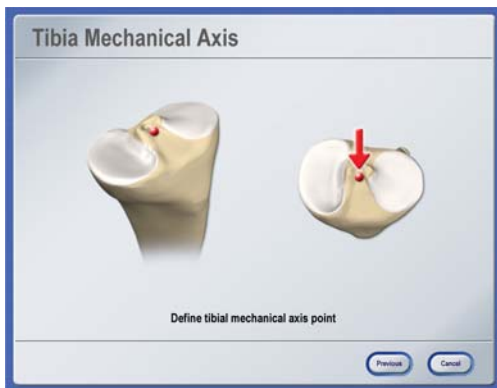 Tibia Mechanical Axis
Define tibial mechanical axis point
Previous
Cancel